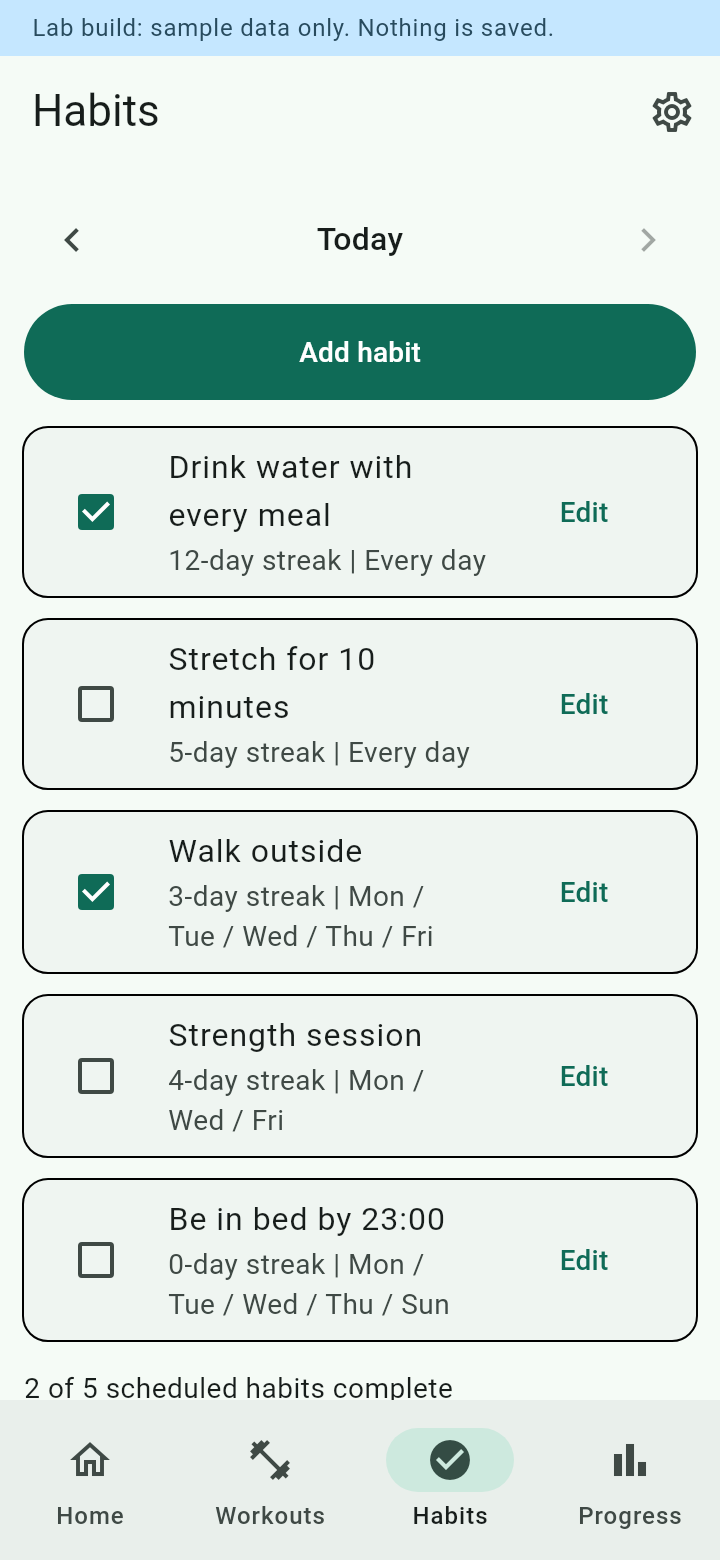 Lab build: sample data only. Nothing is saved.
Habits
Today
Add habit
Drink water with
every meal
12-day streak | Every day
Edit
Stretch for 10
minutes
5-day streak | Every day
Edit
Walk outside
3-day streak | Mon /
Tue / Wed / Thu / Fri
Edit
Strength session
4-day streak | Mon /
Wed / Fri
Edit
Be in bed by 23:00
0-day streak | Mon /
Tue / Wed / Thu / Sun
Edit
2 of 5 scheduled habits complete
Home
Workouts
Habits
Progress